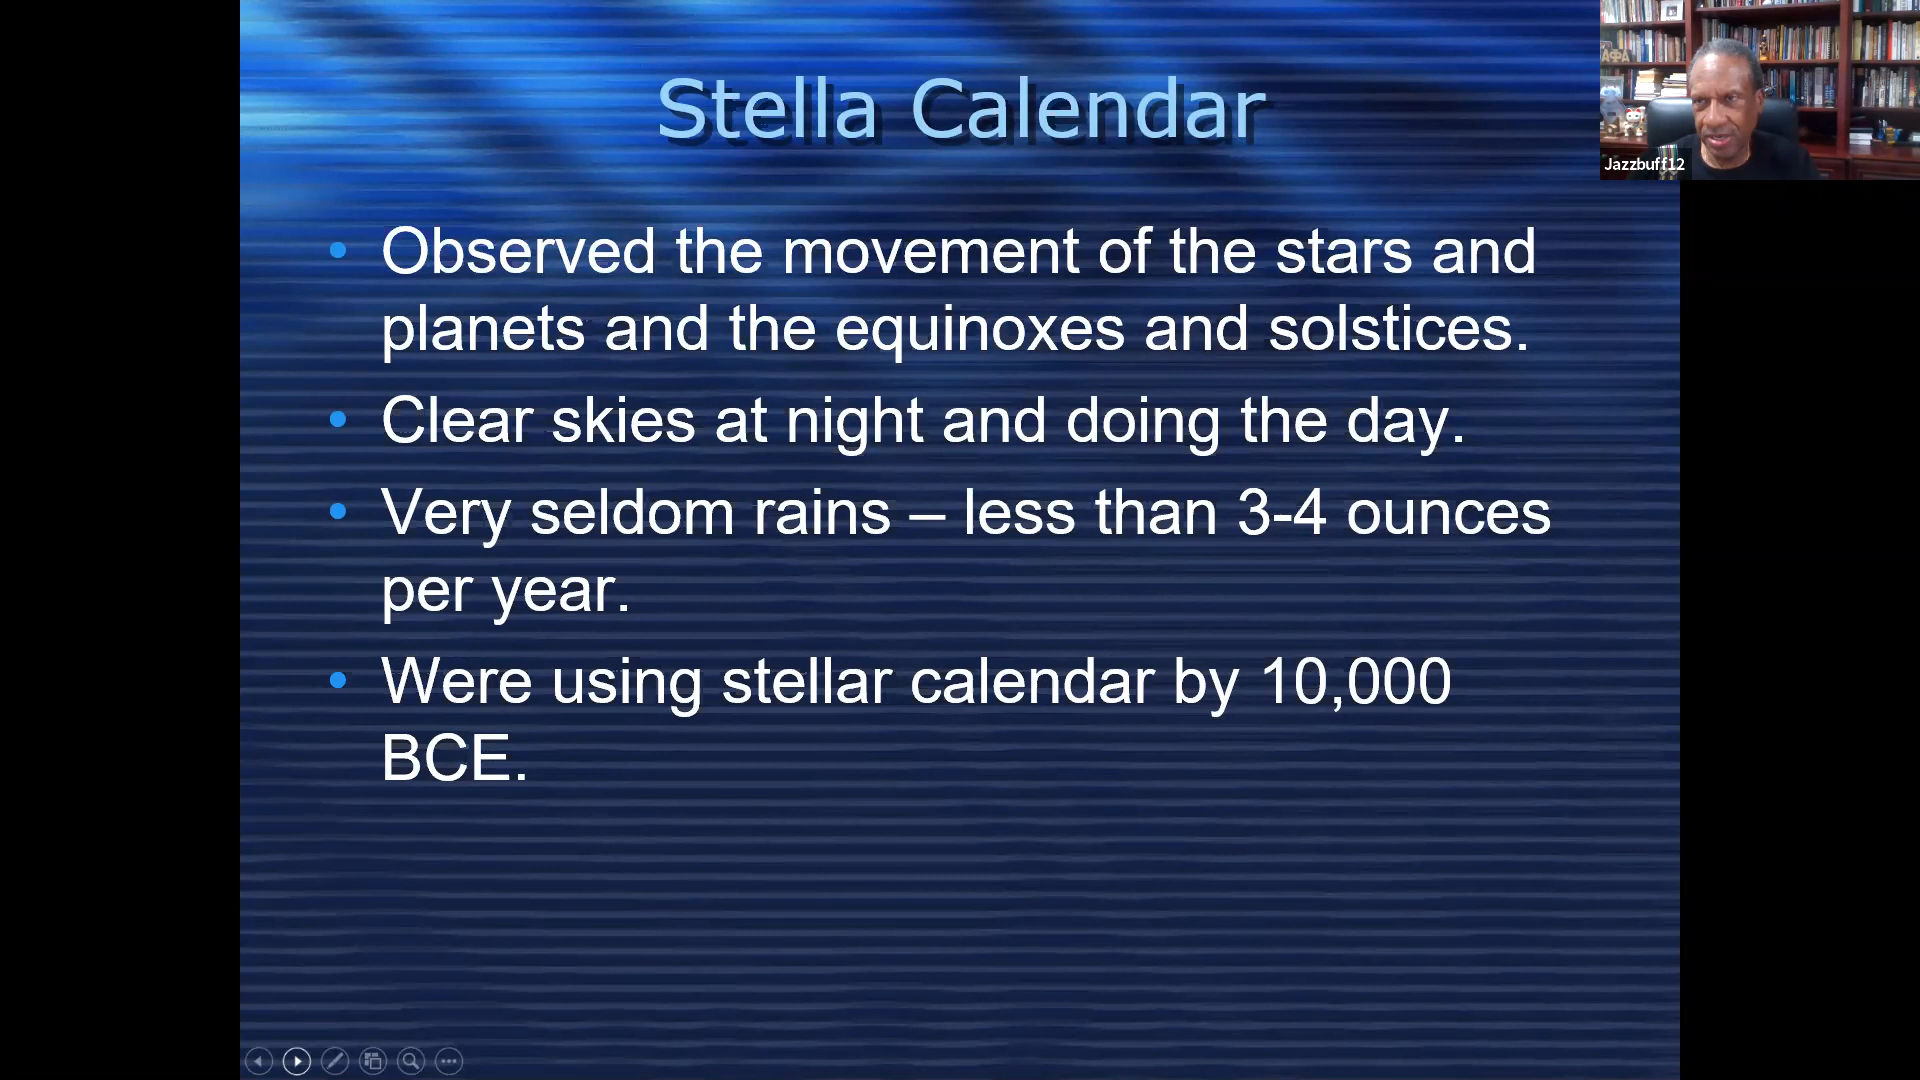 Stella Calendar
Jazzbuff12
• Observed the movement of the stars and
planets and the equinoxes and solstices.
• Clear skies at night and doing the day.
• Very seldom rains – less than 3-4 ounces
per year.
• Were using stellar calendar by 10,000
BCE.